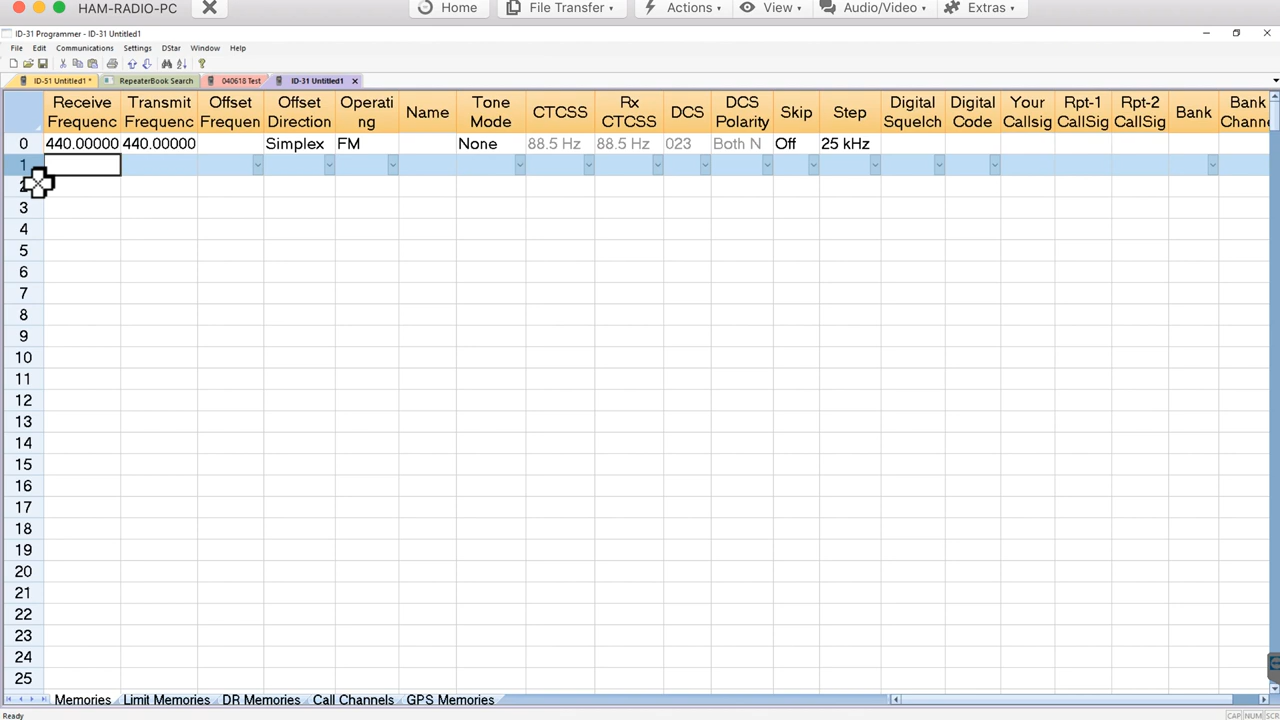 HAM-RADIO-PC Home File Transfer Actions View Audio/Video Extras
ID-31 Programmer - ID-31 Untitled1
File Edit Communications Settings DStar Window Help
ID-51 Untitled1 * RepeaterBook Search 040618 Test ID-31 Untitled1
Receive Transmit Offset Offset Operati Name Tone CTCSS Rx DCS DCS Skip Step Digital Digital Your Rpt-1 Rpt-2 Bank Bank
Frequenc Frequenc Frequen Direction ng Mode CTCSS Polarity Squelch Code Callsig CallSig CallSig Channe
0 440.00000 440.00000 Simplex FM None 88.5 Hz 88.5 Hz 023 Both N Off 25 kHz
1
2
3
4
5
6
7
8
9
10
11
12
13
14
15
16
17
18
19
20
21
22
23
24
25
Memories Limit Memories DR Memories Call Channels GPS Memories
Ready CAP NUM SCR